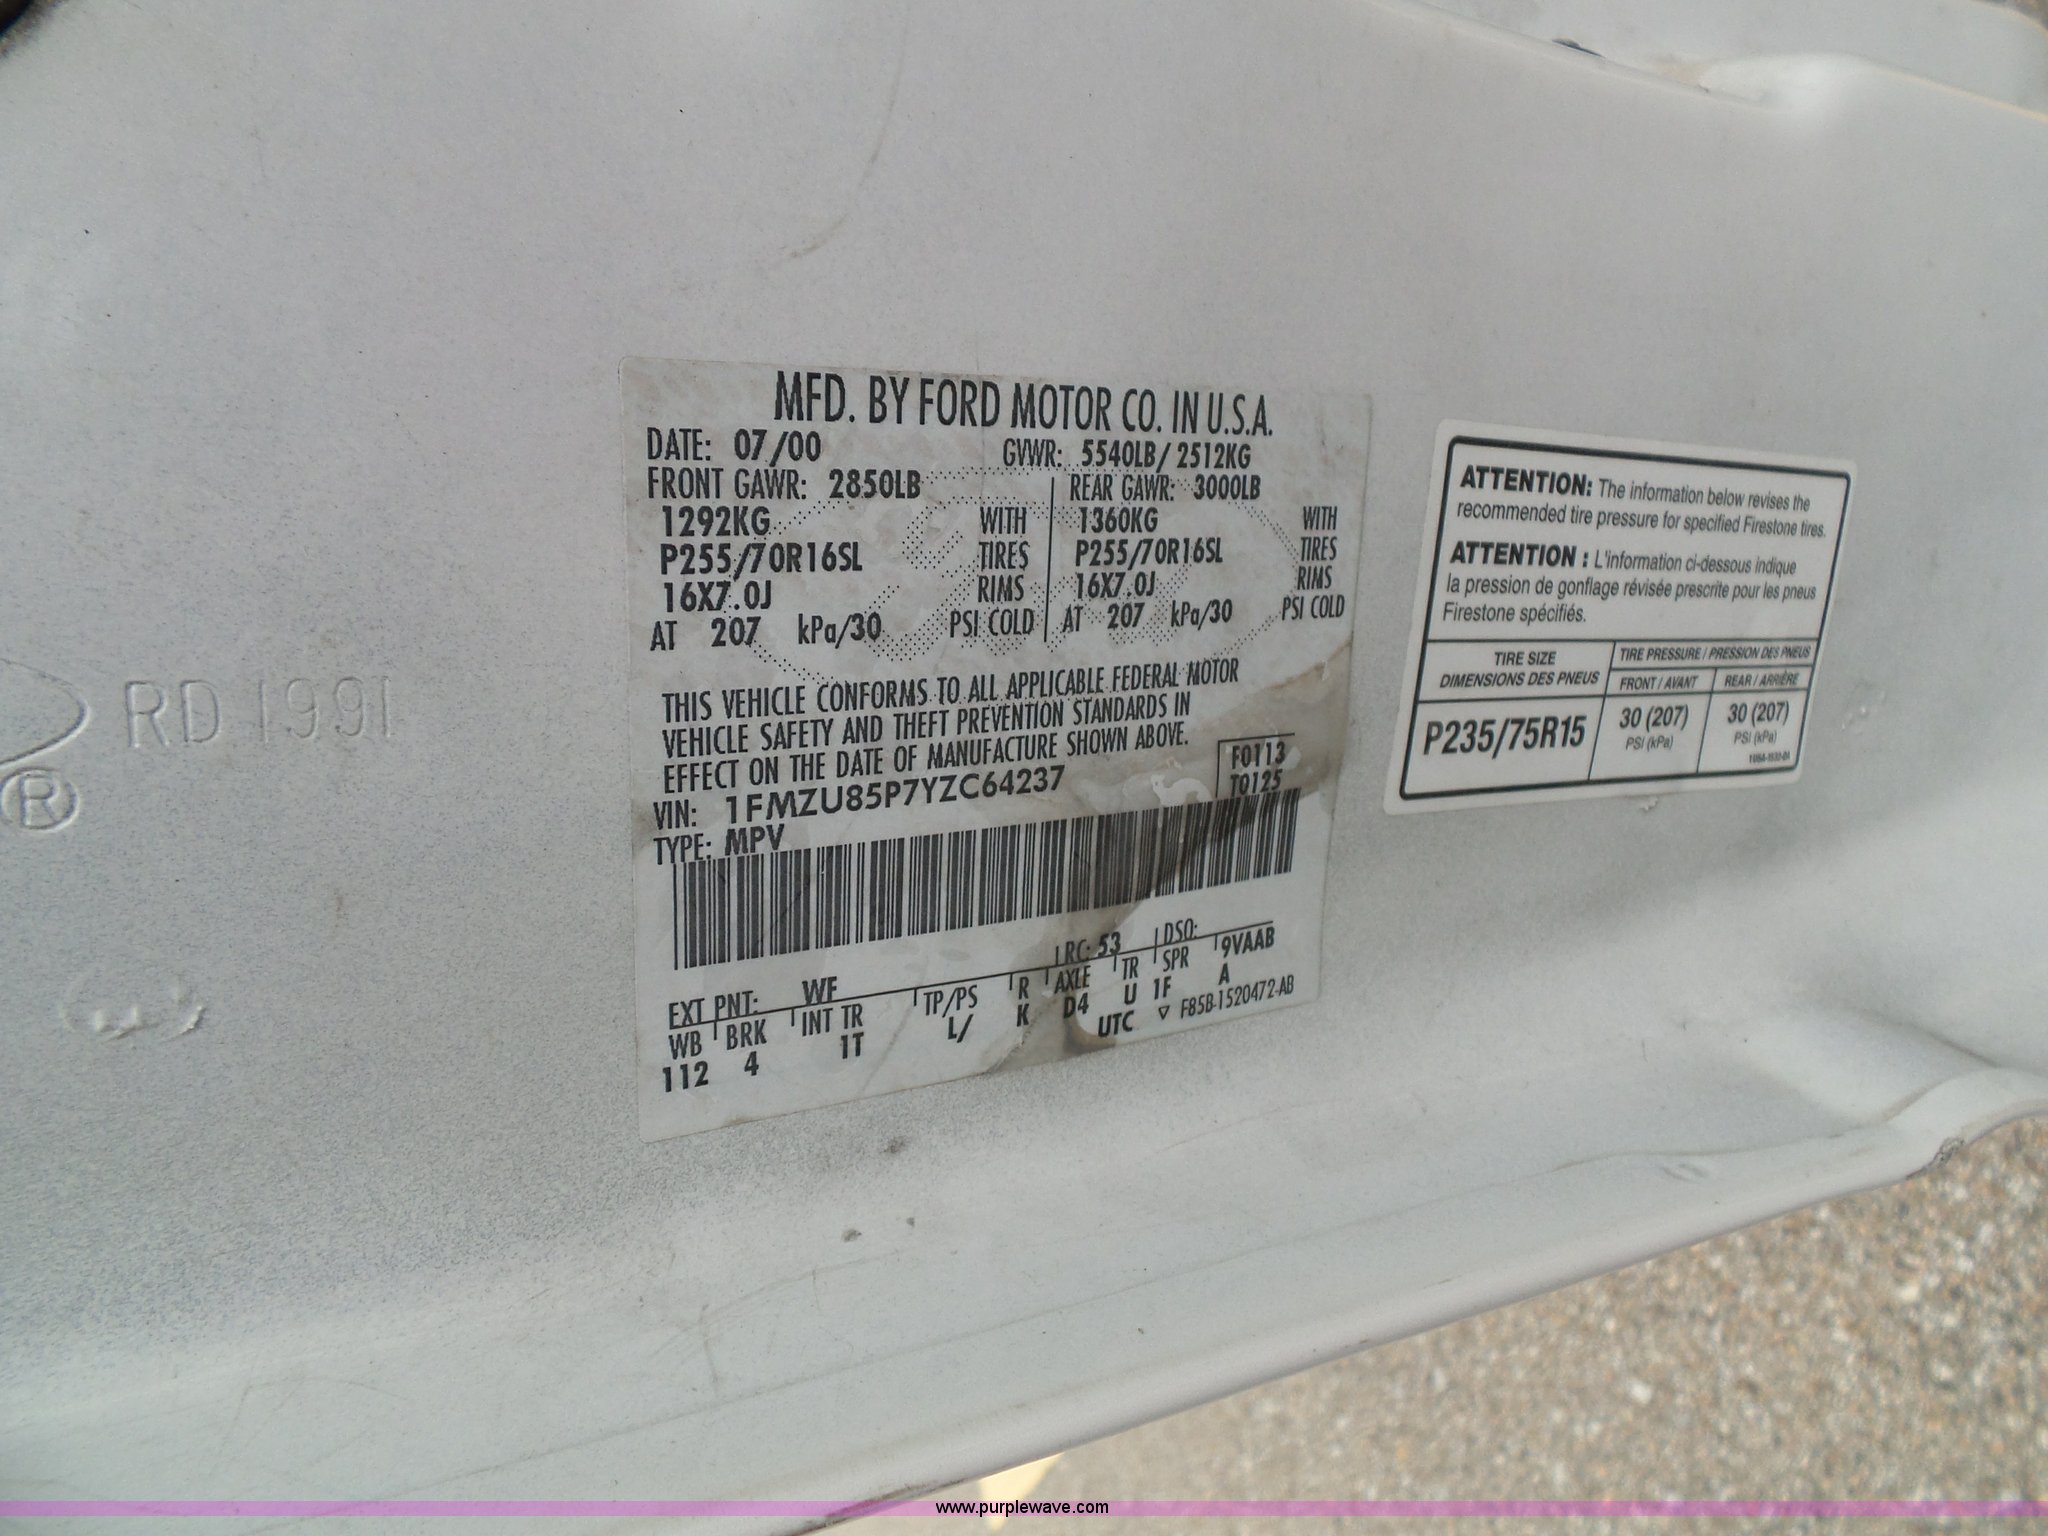 MFD. BY FORD MOTOR CO. IN U.S.A.
DATE: 07/00 GVWR: 5540LB/ 2512KG
FRONT GAWR: 2850LB REAR GAWR: 3000LB
1292KG WITH 1360KG WITH
P255/70R16SL TIRES P255/70R16SL TIRES
16X7.0J RIMS 16X7.0J RIMS
AT 207 kPa/30 PSI COLD AT 207 kPa/30 PSI COLD
THIS VEHICLE CONFORMS TO ALL APPLICABLE FEDERAL MOTOR
VEHICLE SAFETY AND THEFT PREVENTION STANDARDS IN
EFFECT ON THE DATE OF MANUFACTURE SHOWN ABOVE.
VIN: 1FMZU85P7YZC64237 F0113
TYPE: MPV T0125
EXT PNT: WF RC: 53 DSO:
WB BRK INT TR TP/PS R AXLE TR SPR 9VAAB
112 4 1T L/ K D4 U 1F A
UTC ▽ F85B-1520472-AB
ATTENTION: The information below revises the
recommended tire pressure for specified Firestone tires.
ATTENTION : L'information ci-dessous indique
la pression de gonflage révisée prescrite pour les pneus
Firestone spécifiés.
TIRE SIZE TIRE PRESSURE / PRESSION DES PNEUS
DIMENSIONS DES PNEUS FRONT / AVANT REAR / ARRIÈRE
P235/75R15 30 (207) 30 (207)
PSI (kPa) PSI (kPa)
RD 1991
®
www.purplewave.com